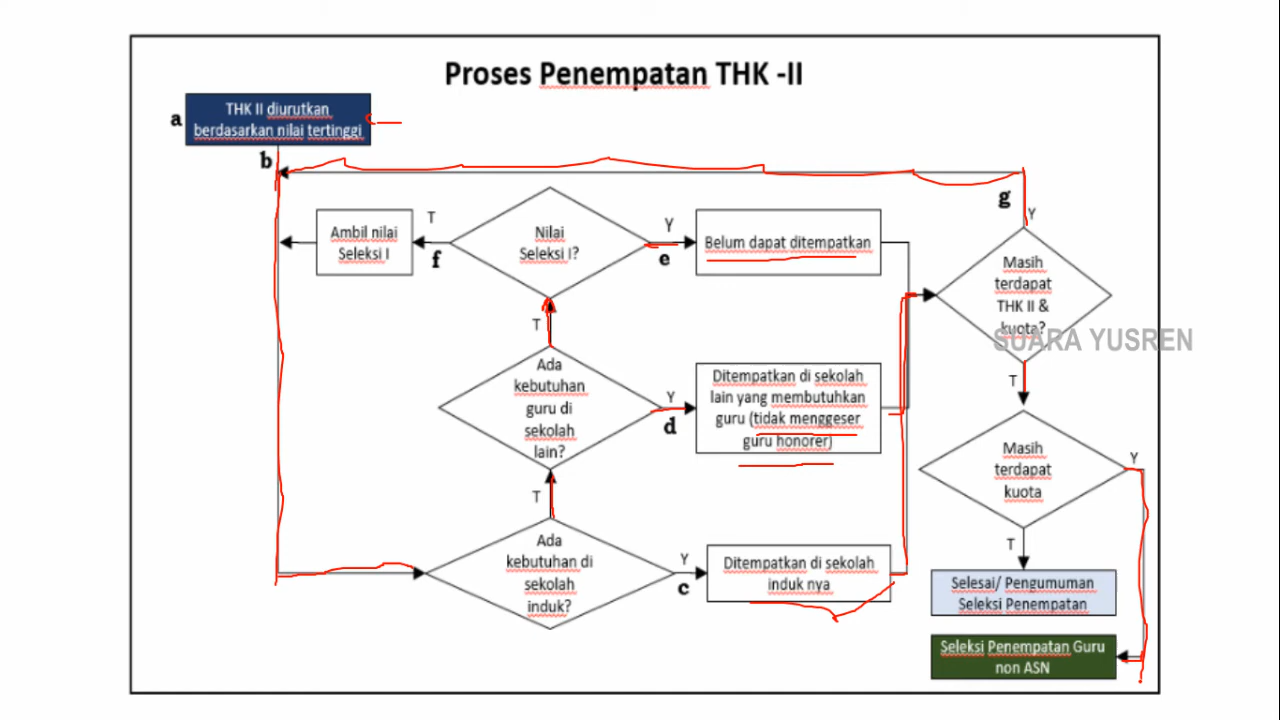 Proses Penempatan THK -II
a
THK II diurutkan
berdasarkan nilai tertinggi
b
g
Y
Ambil nilai
Seleksi I
T
f
Nilai
Seleksi I?
Y
e
Belum dapat ditempatkan
Masih
terdapat
THK II &
kuota?
SUARA YUSREN
T
Ada
kebutuhan
guru di
sekolah
lain?
Y
d
Ditempatkan di sekolah
lain yang membutuhkan
guru (tidak menggeser
guru honorer)
T
Masih
terdapat
kuota
Y
T
Ada
kebutuhan di
sekolah
induk?
Y
c
Ditempatkan di sekolah
induk nya
T
Selesai/ Pengumuman
Seleksi Penempatan
Seleksi Penempatan Guru
non ASN